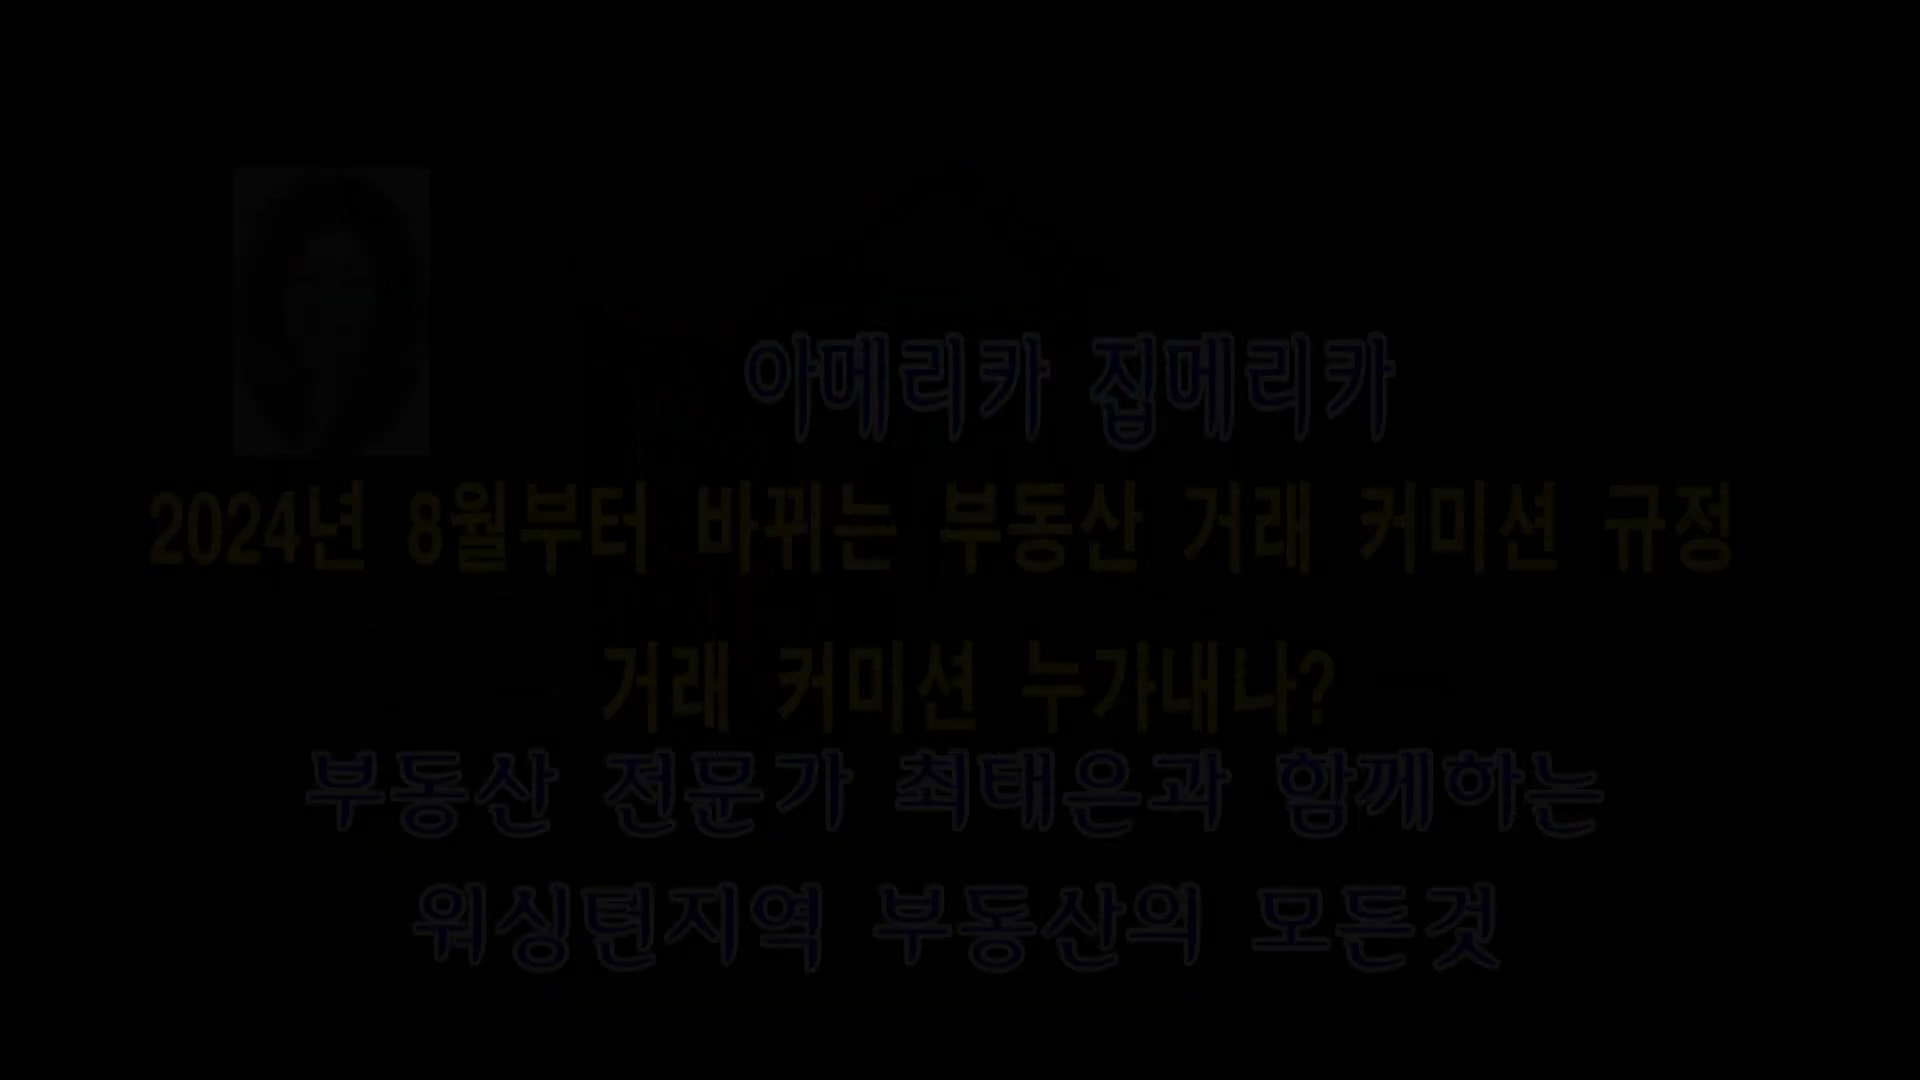 아메리카 집메리카
2024년 8월부터 바뀌는 부동산 거래 커미션 규정
거래 커미션 누가내나?
부동산 전문가 최태은과 함께하는
워싱턴지역 부동산의 모든것